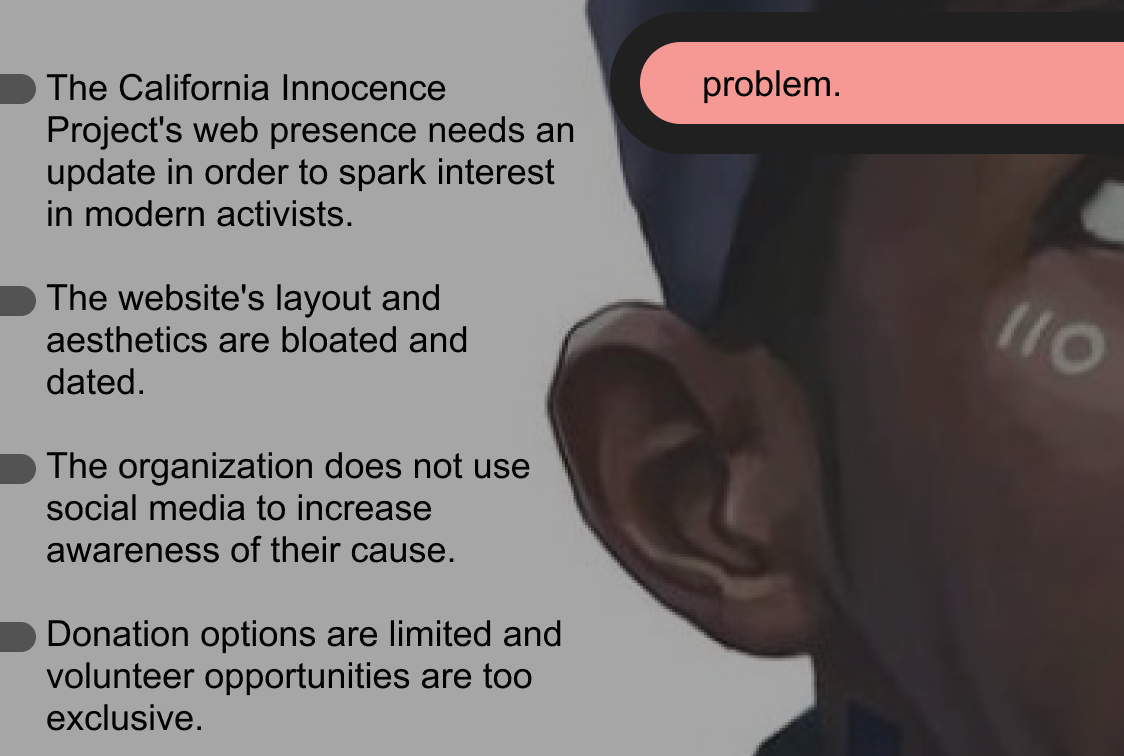 problem.
The California Innocence
Project's web presence needs an
update in order to spark interest
in modern activists.
The website's layout and
aesthetics are bloated and
dated.
The organization does not use
social media to increase
awareness of their cause.
Donation options are limited and
volunteer opportunities are too
exclusive.